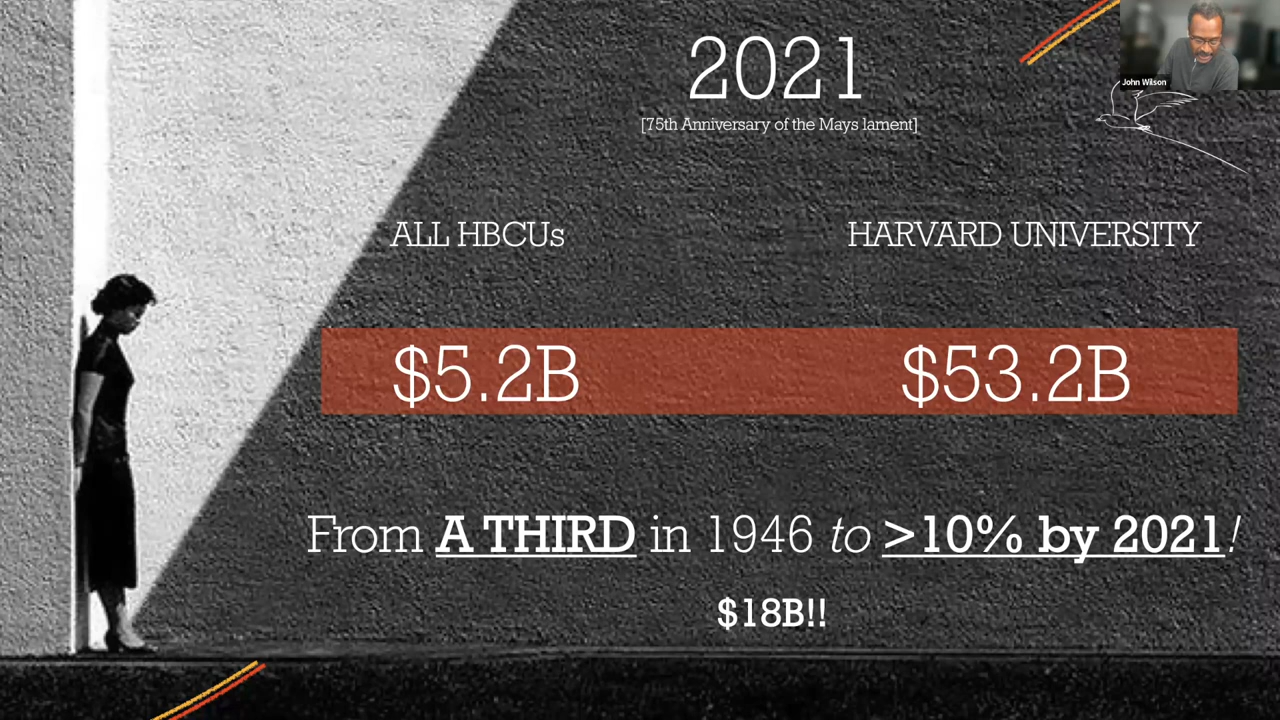 2021
[75th Anniversary of the Mays lament]
John Wilson
ALL HBCUs
HARVARD UNIVERSITY
$5.2B
$53.2B
From A THIRD in 1946 to >10% by 2021!
$18B!!